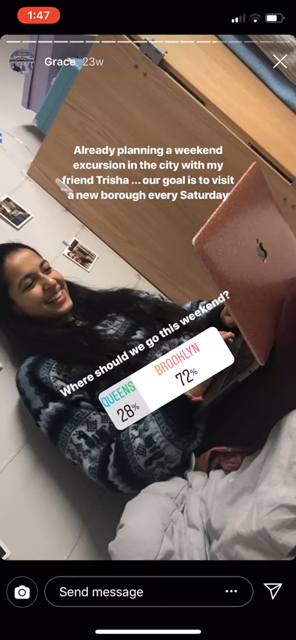 1:47
Grace 23w
Already planning a weekend
excursion in the city with my
friend Trisha ... our goal is to visit
a new borough every Saturday
Where should we go this weekend?
QUEENS
28%
BROOKLYN
72%
Send message